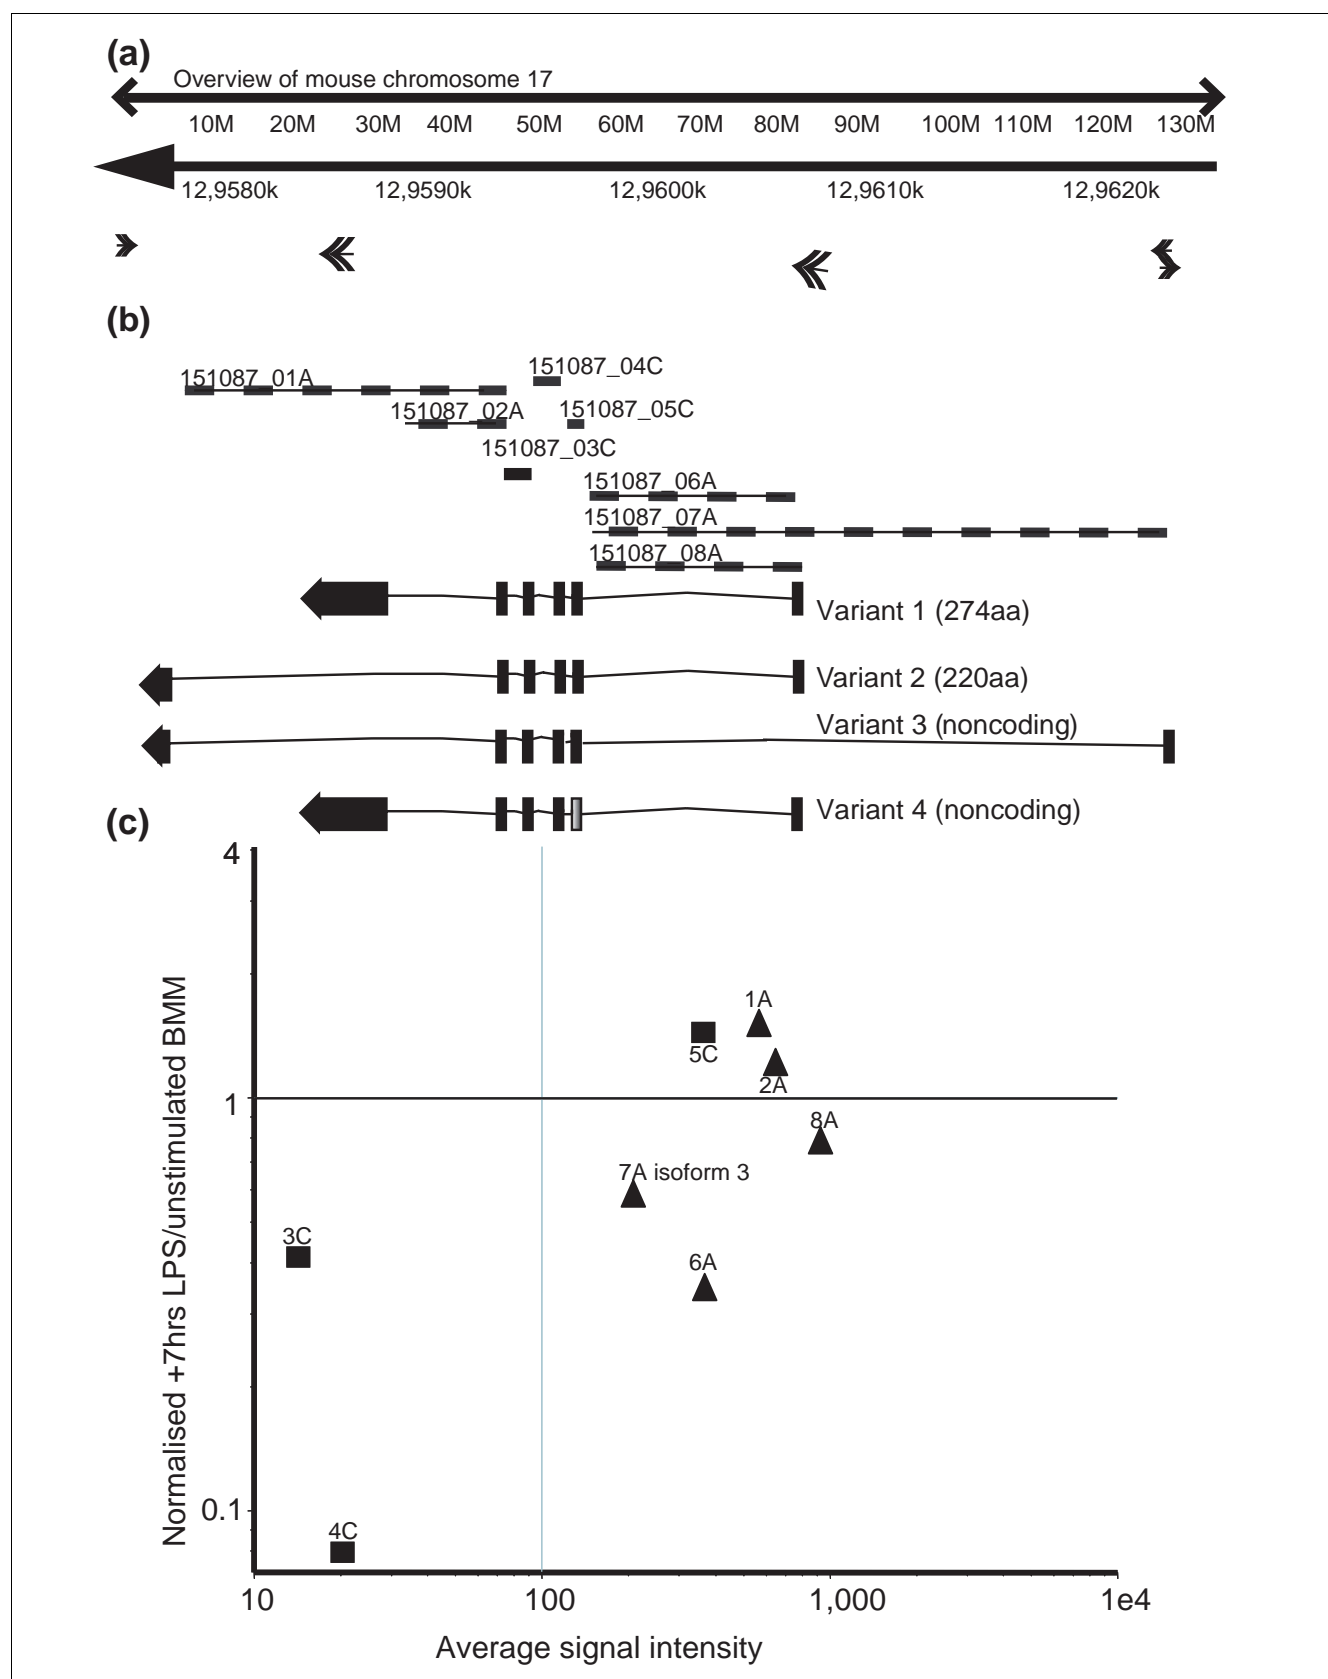 (a)
Overview of mouse chromosome 17
10M 20M 30M 40M 50M 60M 70M 80M 90M 100M 110M 120M 130M
12,9580k 12,9590k 12,9600k 12,9610k 12,9620k
(b)
151087_04C
151087_01A
151087_02A 151087_05C
151087_03C
151087_06A
151087_07A
151087_08A
Variant 1 (274aa)
Variant 2 (220aa)
Variant 3 (noncoding)
Variant 4 (noncoding)
(c)
Normalised +7hrs LPS/unstimulated BMM
4
1
0.1
1A
5C
2A
8A
7A isoform 3
3C
6A
4C
10 100 1,000 1e4
Average signal intensity